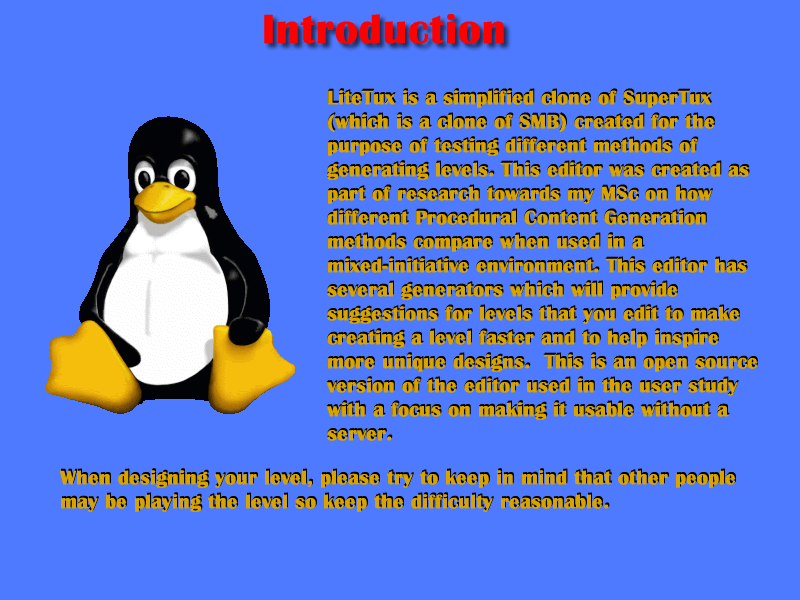 Introduction
LiteTux is a simplified clone of SuperTux
(which is a clone of SMB) created for the
purpose of testing different methods of
generating levels. This editor was created as
part of research towards my MSc on how
different Procedural Content Generation
methods compare when used in a
mixed-initiative environment. This editor has
several generators which will provide
suggestions for levels that you edit to make
creating a level faster and to help inspire
more unique designs.  This is an open source
version of the editor used in the user study
with a focus on making it usable without a
server.
When designing your level, please try to keep in mind that other people
may be playing the level so keep the difficulty reasonable.